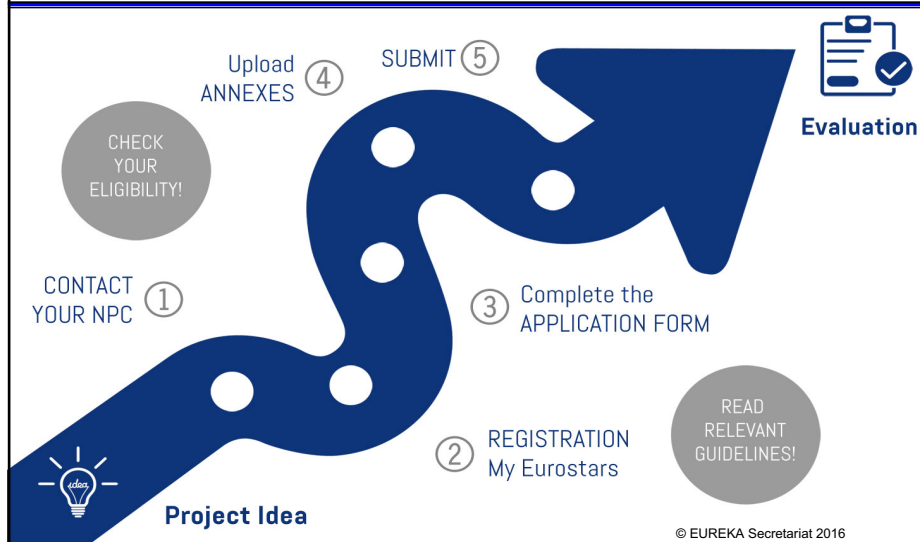 Upload
ANNEXES
4
SUBMIT
5
Evaluation
CHECK
YOUR
ELIGIBILITY!
CONTACT
YOUR NPC
1
3
Complete the
APPLICATION FORM
READ
RELEVANT
GUIDELINES!
2
REGISTRATION
My Eurostars
idea
Project Idea
© EUREKA Secretariat 2016